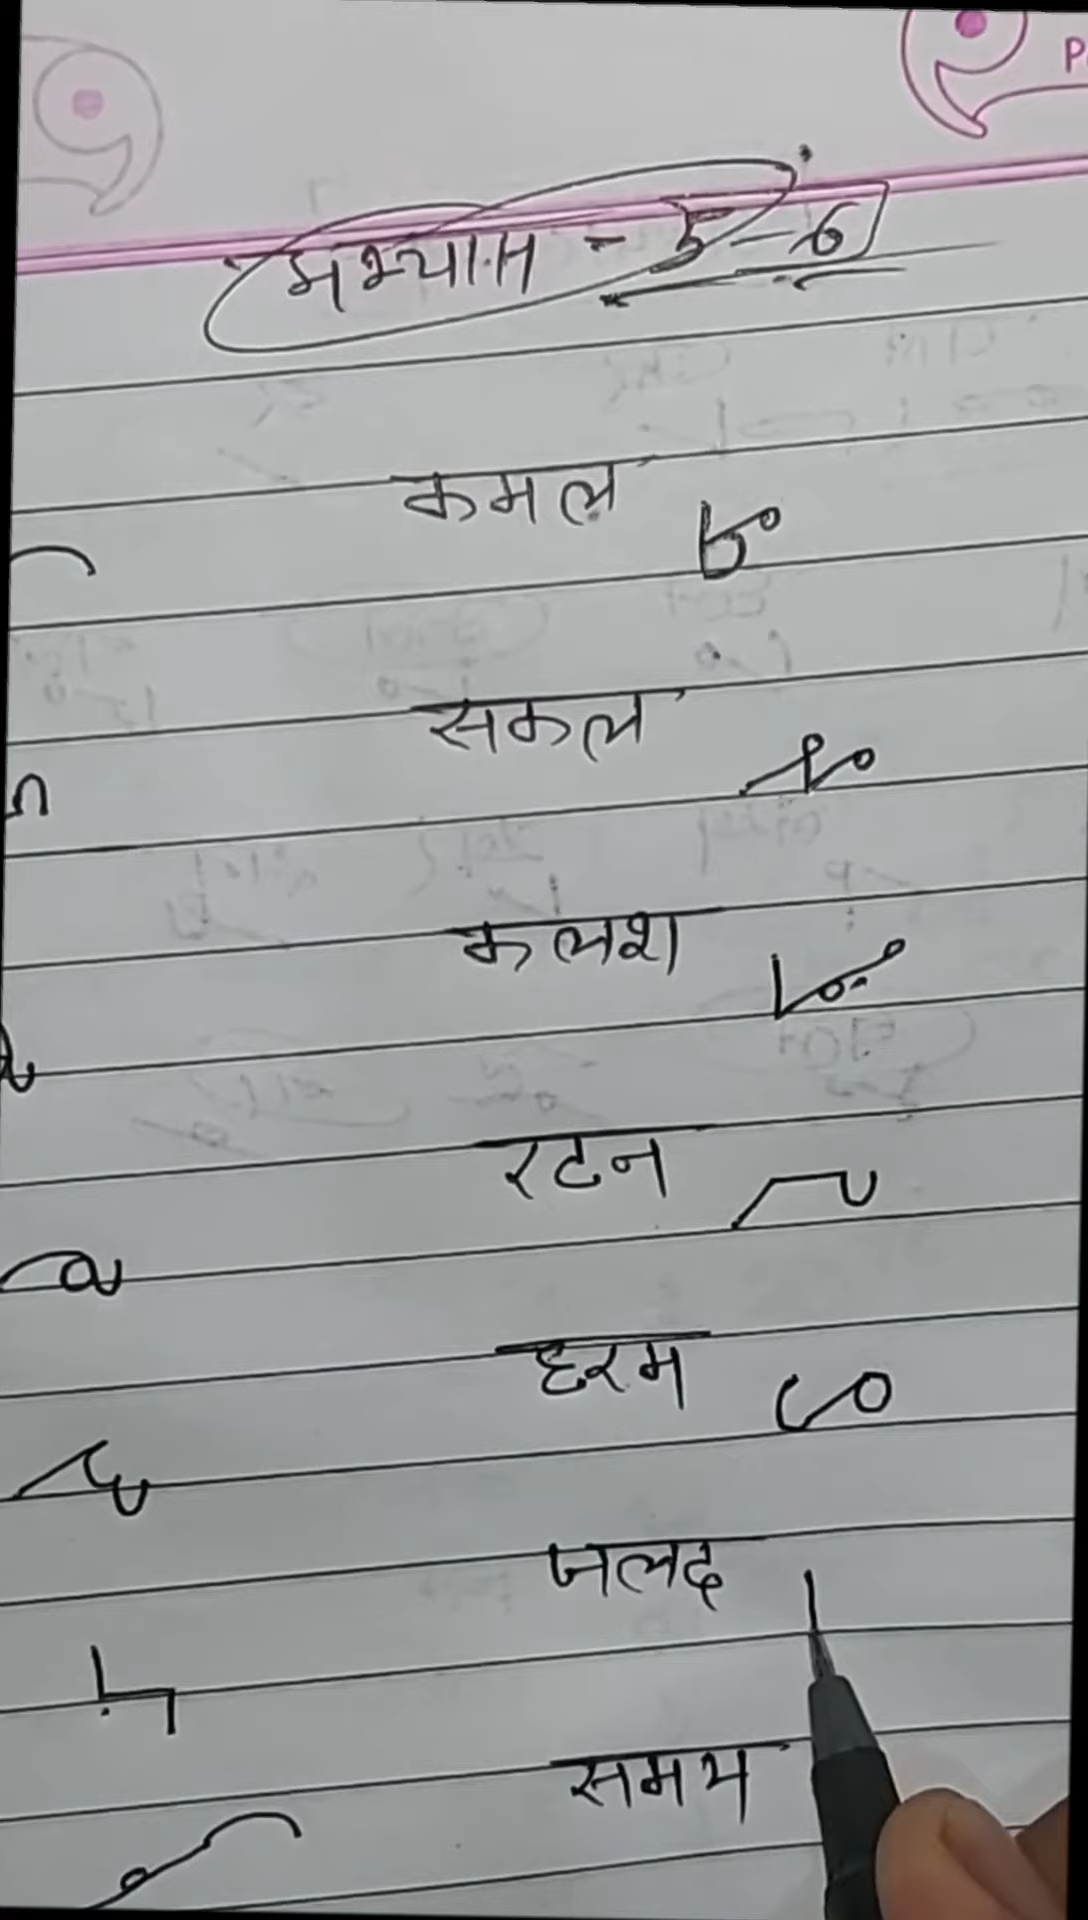 अभ्यास - 5-6
कमल
सकल
कलश
रटन
हरम
जलद
समय